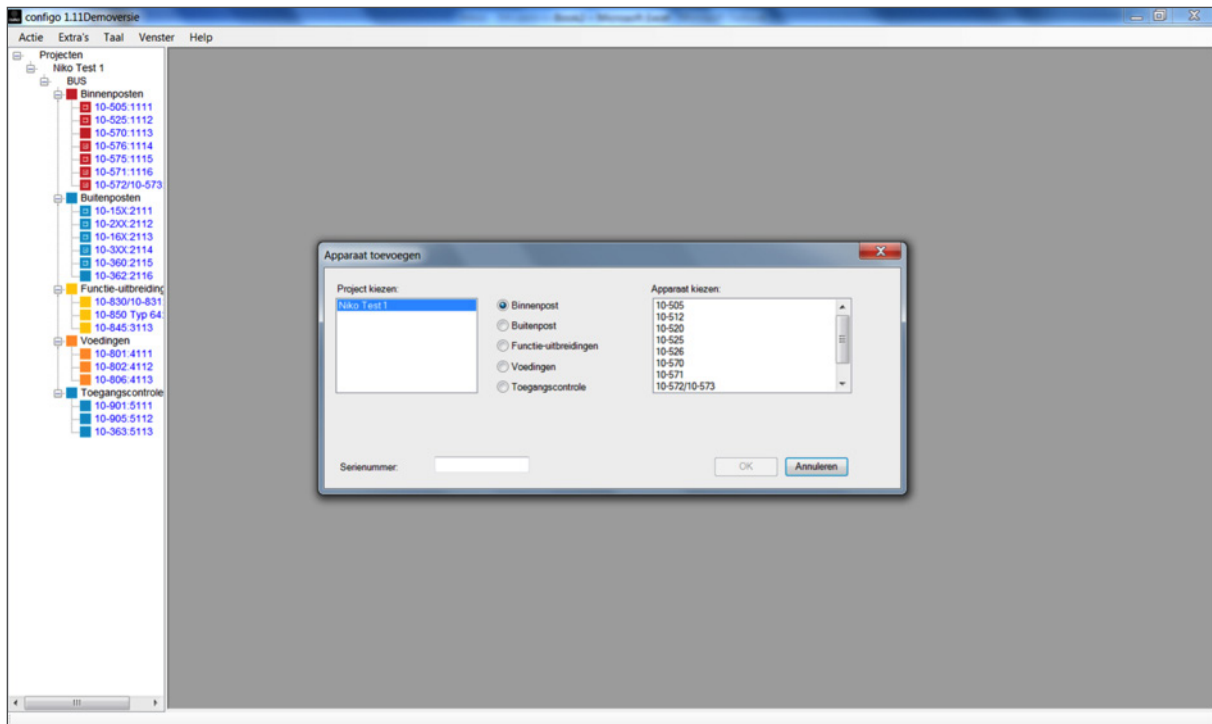 configo 1.11Demoversie
Actie Extra's Taal Venster Help
Projecten
Niko Test 1
BUS
Binnenposten
10-505:1111
10-525:1112
10-570:1113
10-576:1114
10-575:1115
10-571:1116
10-572/10-573
Buitenposten
10-15X:2111
10-2XX:2112
10-16X:2113
10-3XX:2114
10-360:2115
10-362:2116
Functie-uitbreiding
10-830/10-831:
10-850 Typ 64:
10-845:3113
Voedingen
10-801:4111
10-802:4112
10-806:4113
Toegangscontrole
10-901:5111
10-905:5112
10-363:5113
Apparaat toevoegen
Project kiezen:
Niko Test 1
Binnenpost
Buitenpost
Functie-uitbreidingen
Voedingen
Toegangscontrole
Apparaat kiezen:
10-505
10-512
10-520
10-525
10-526
10-570
10-571
10-572/10-573
Serienummer:
OK Annuleren